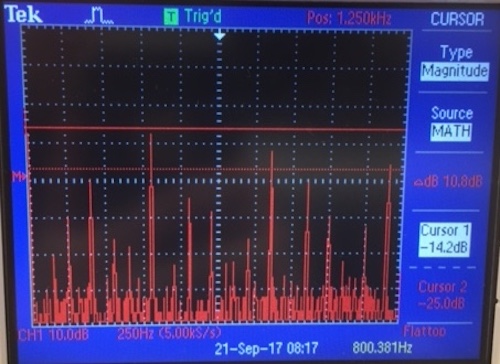 Tek T Trig'd Pos: 1.250kHz CURSOR
Type
Magnitude
Source
MATH
M
△dB 10.8dB
Cursor 1
-14.2dB
Cursor 2
-25.0dB
CH1 10.0dB 250Hz (5.00kS/s) Flattop
21-Sep-17 08:17 800.381Hz